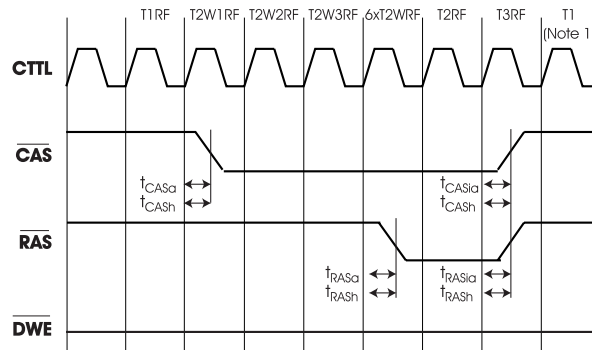 T1RF T2W1RF T2W2RF T2W3RF 6xT2WRF T2RF T3RF T1
(Note 1
CTTL
CAS
tCASa tCASia
tCASh tCASh
RAS
tRASa tRASia
tRASh tRASh
DWE